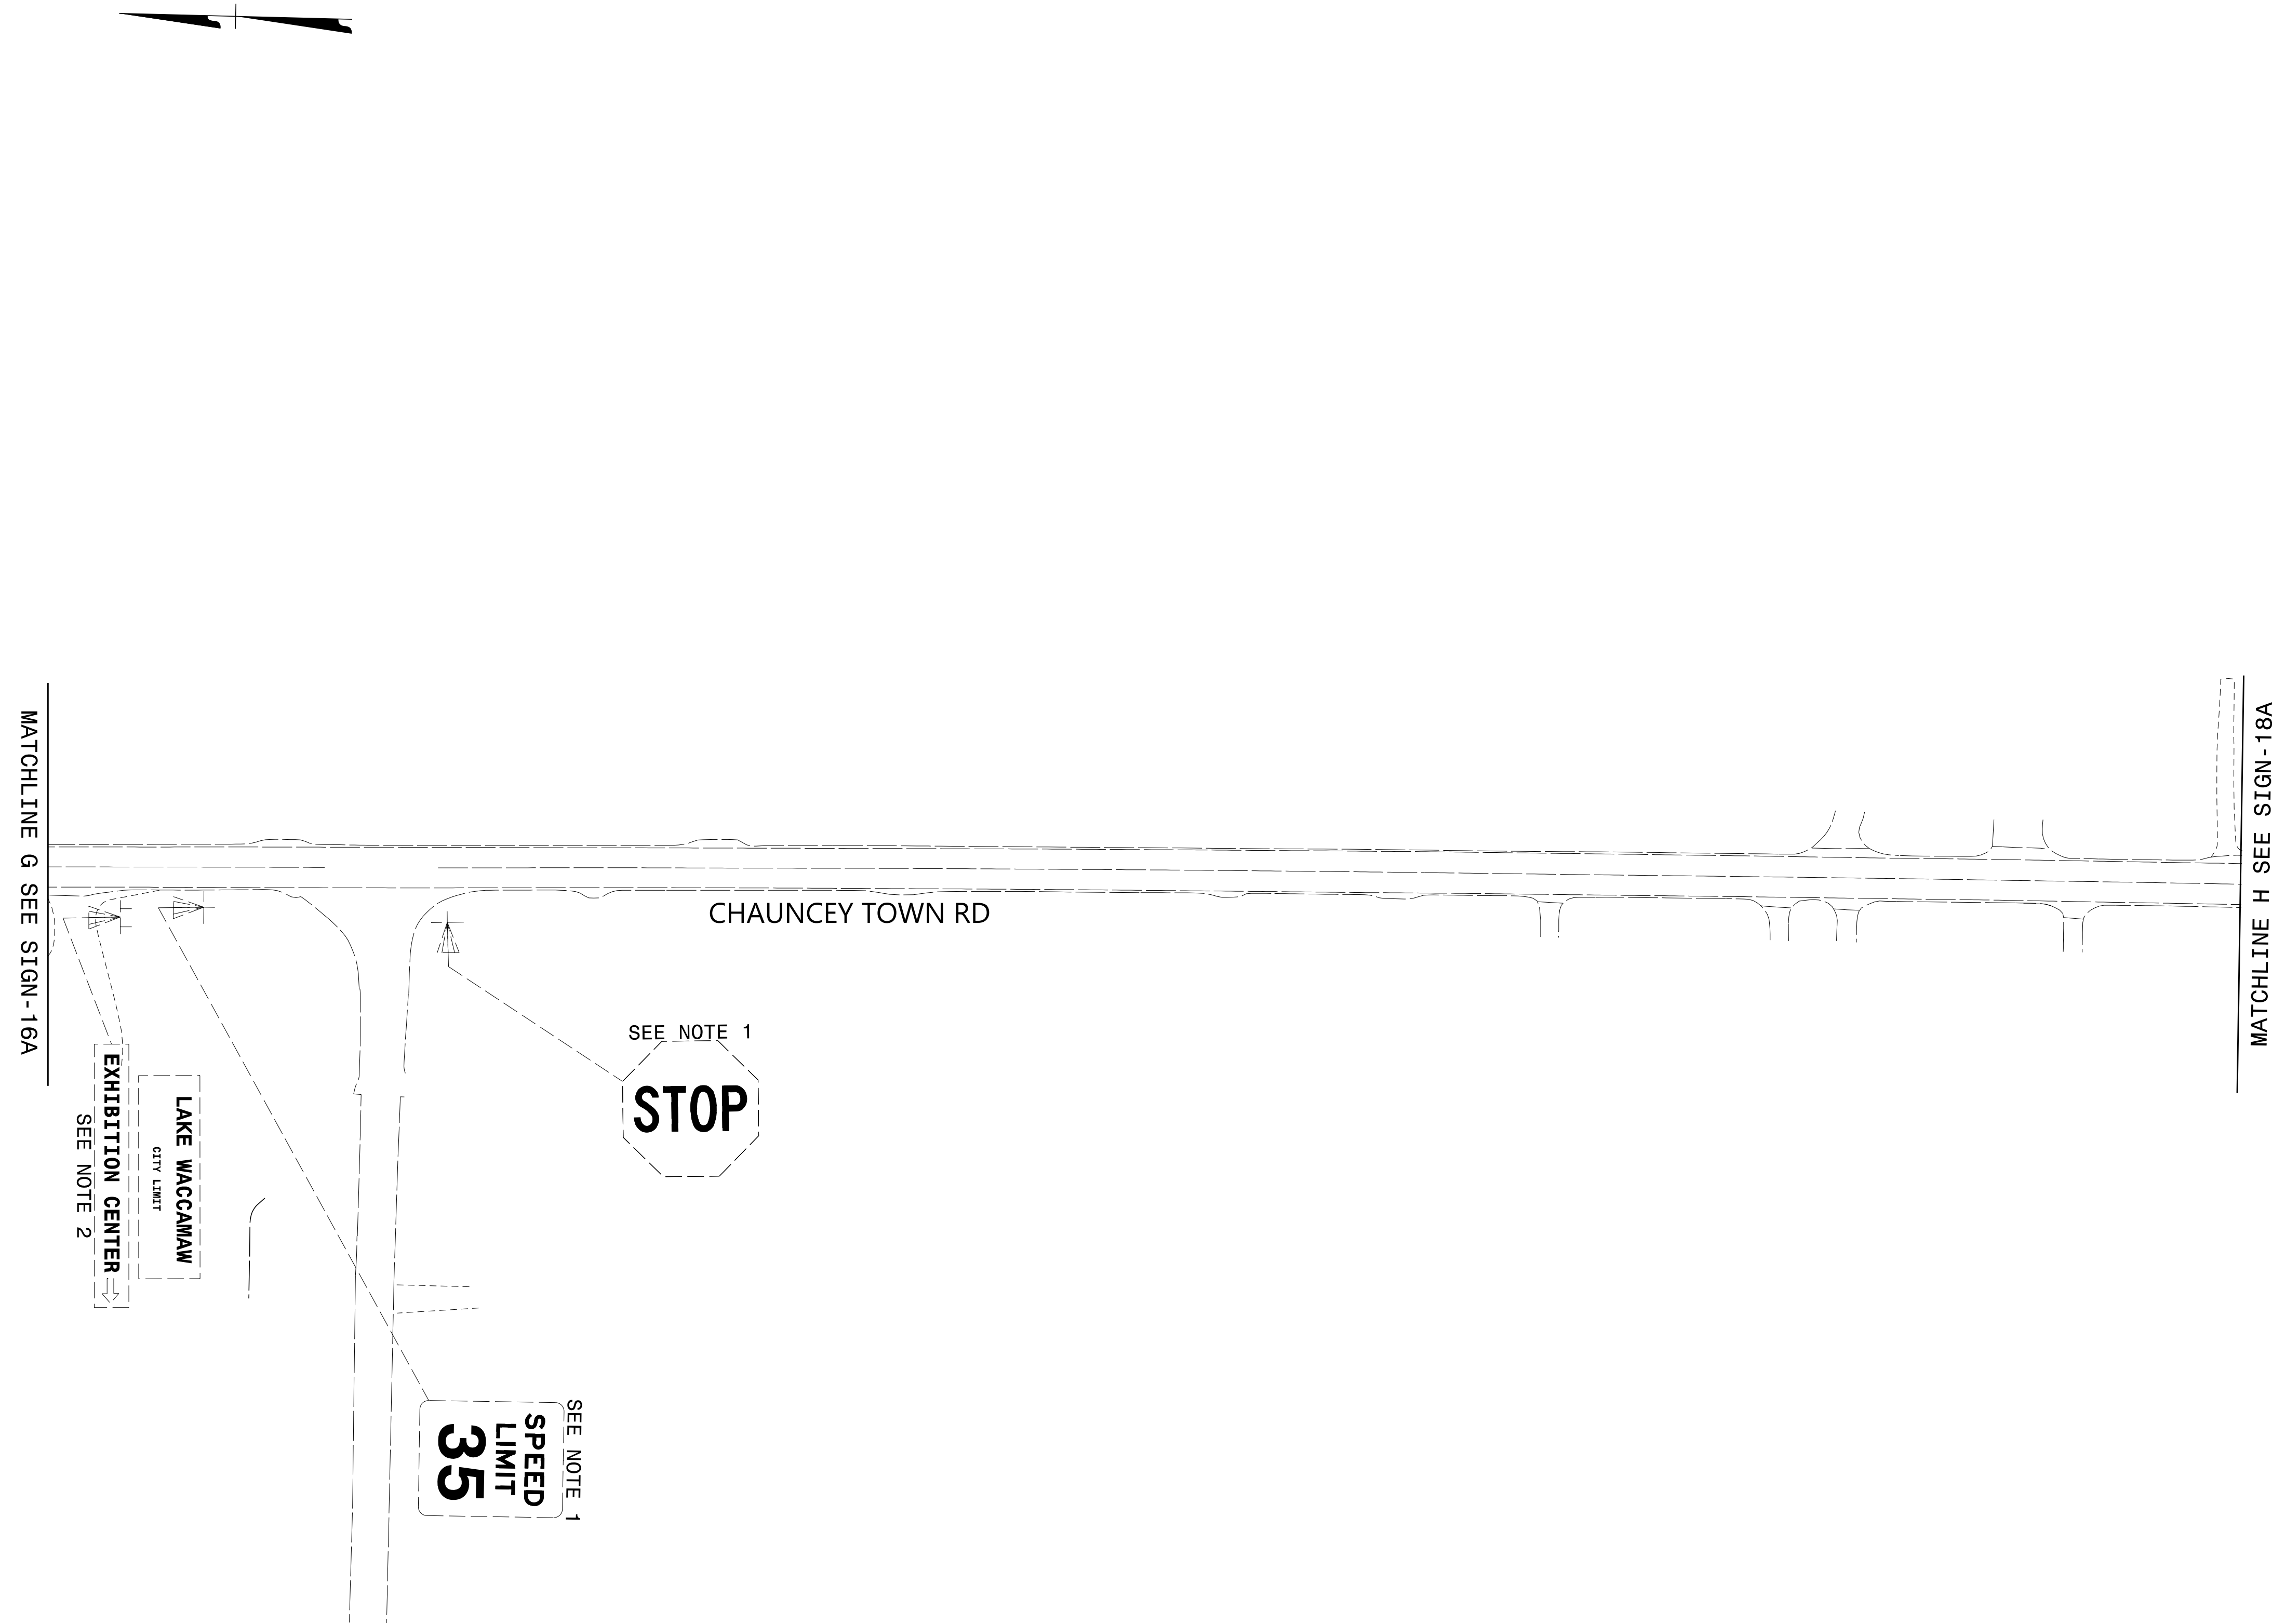 MATCHLINE G SEE SIGN-16A
MATCHLINE H SEE SIGN-18A
CHAUNCEY TOWN RD
SEE NOTE 1
STOP
LAKE WACCAMAW
CITY LIMIT
EXHIBITION CENTER
SEE NOTE 2
SEE NOTE 1
SPEED
LIMIT
35